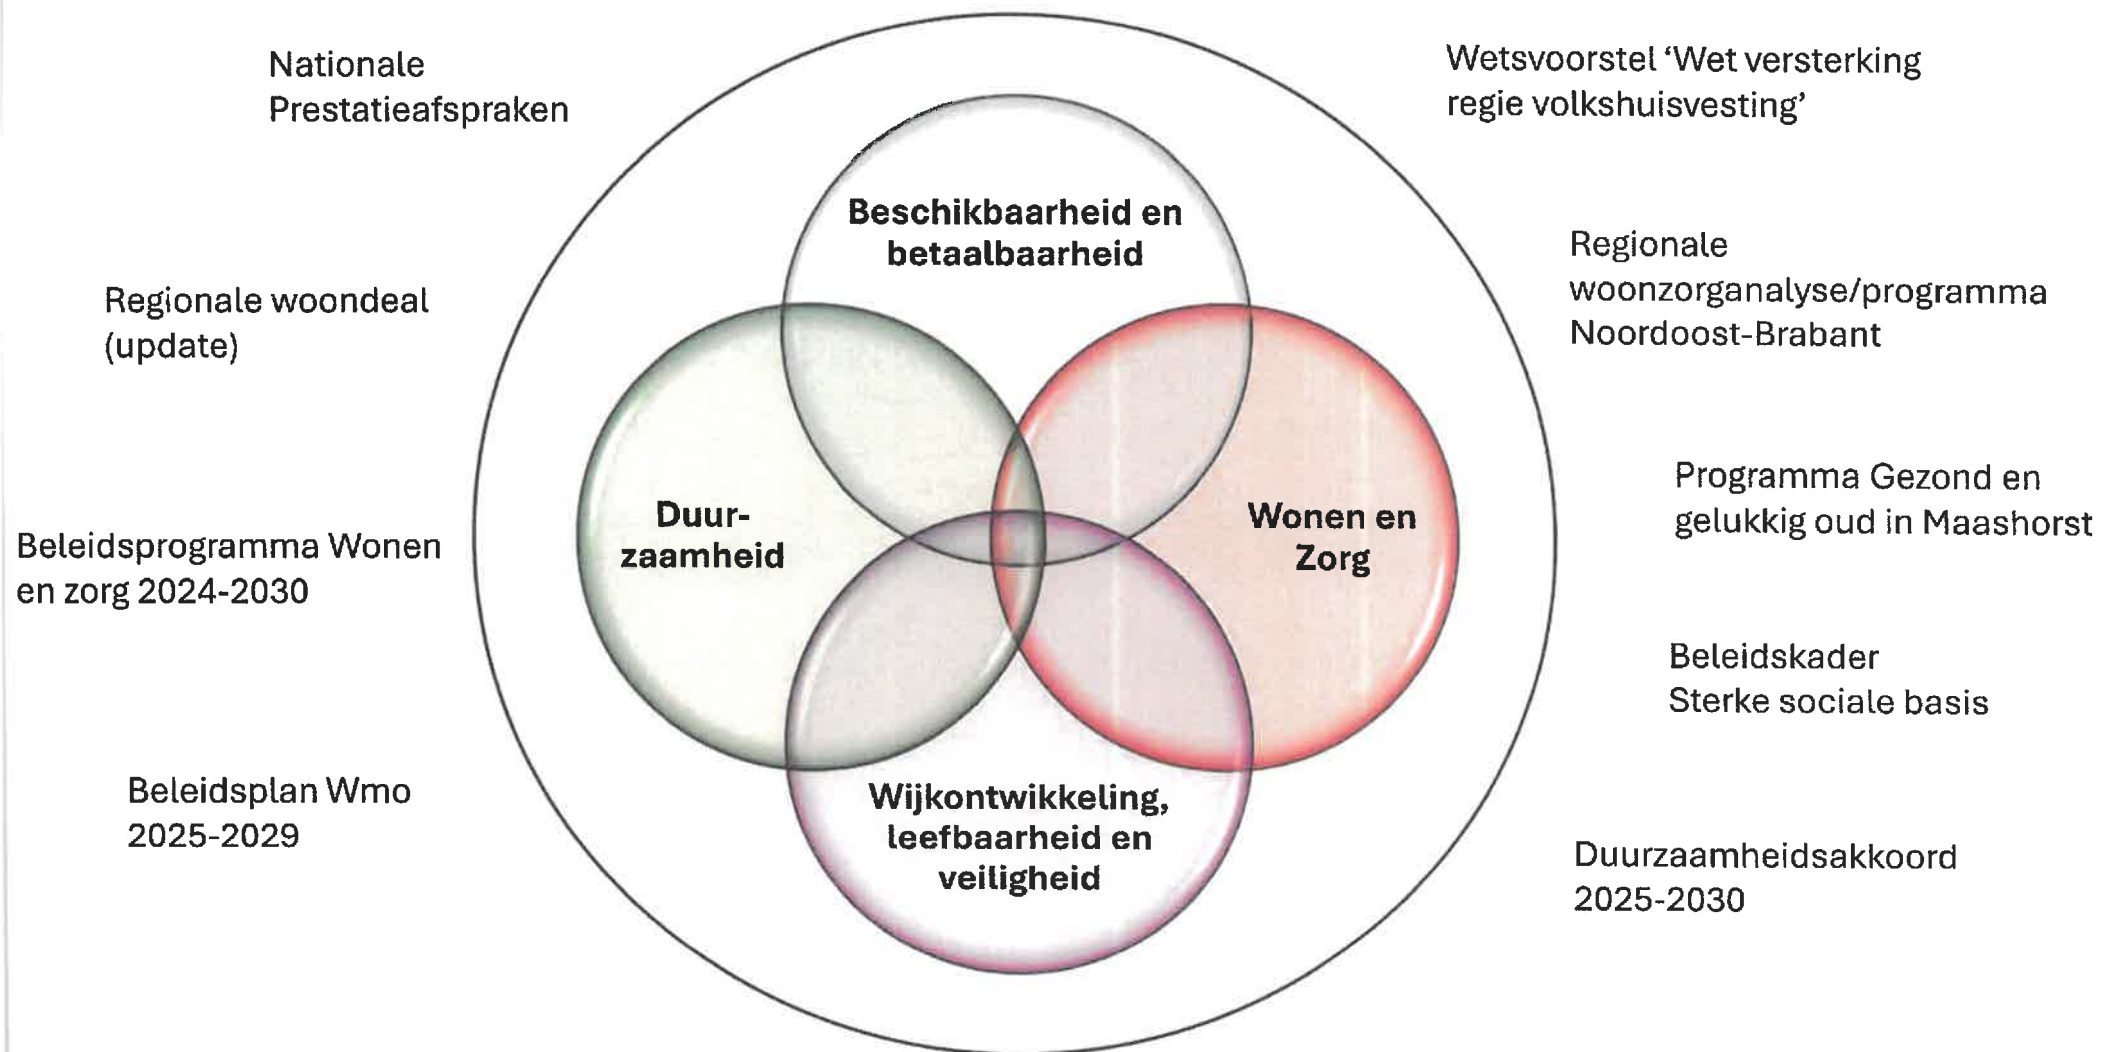 Nationale
Prestatieafspraken
Wetsvoorstel ‘Wet versterking
regie volkshuisvesting’
Beschikbaarheid en
betaalbaarheid
Regionale
woonzorganalyse/programma
Noordoost-Brabant
Regionale woondeal
(update)
Programma Gezond en
gelukkig oud in Maashorst
Duur-
zaamheid
Wonen en
Zorg
Beleidsprogramma Wonen
en zorg 2024-2030
Beleidskader
Sterke sociale basis
Beleidsplan Wmo
2025-2029
Wijkontwikkeling,
leefbaarheid en
veiligheid
Duurzaamheidsakkoord
2025-2030